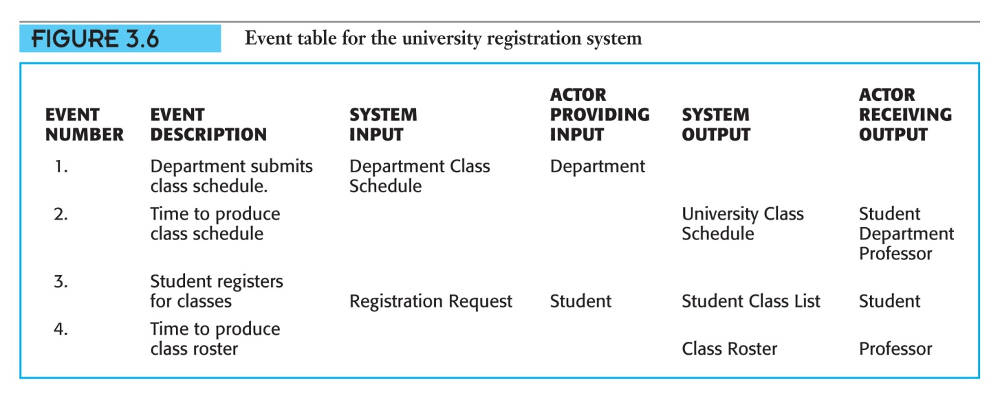 FIGURE 3.6 Event table for the university registration system
ACTOR ACTOR
EVENT EVENT SYSTEM PROVIDING SYSTEM RECEIVING
NUMBER DESCRIPTION INPUT INPUT OUTPUT OUTPUT
1. Department submits Department Class Department
class schedule. Schedule
2. Time to produce University Class Student
class schedule Schedule Department
Professor
3. Student registers
for classes Registration Request Student Student Class List Student
4. Time to produce
class roster Class Roster Professor